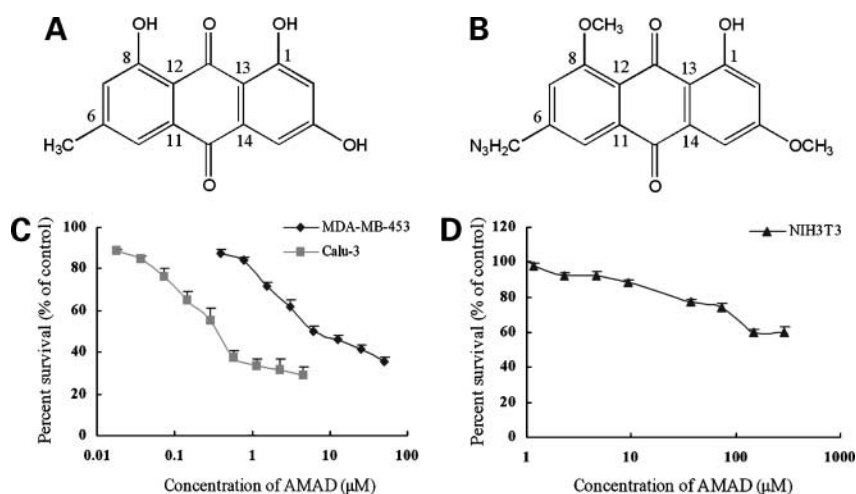 A
OH
O
OH
8
12
13
1
6
11
14
H₃C
O
OH
B
OCH₃
O
OH
8
12
13
1
6
11
14
N₃H₂C
O
OCH₃
C
MDA-MB-453
Calu-3
Percent survival (% of control)
100
80
60
40
20
0
0.01
0.1
1
10
100
Concentration of AMAD (μM)
D
NIH3T3
Percent survival (% of control)
120
100
80
60
40
20
0
1
10
100
1000
Concentration of AMAD (μM)